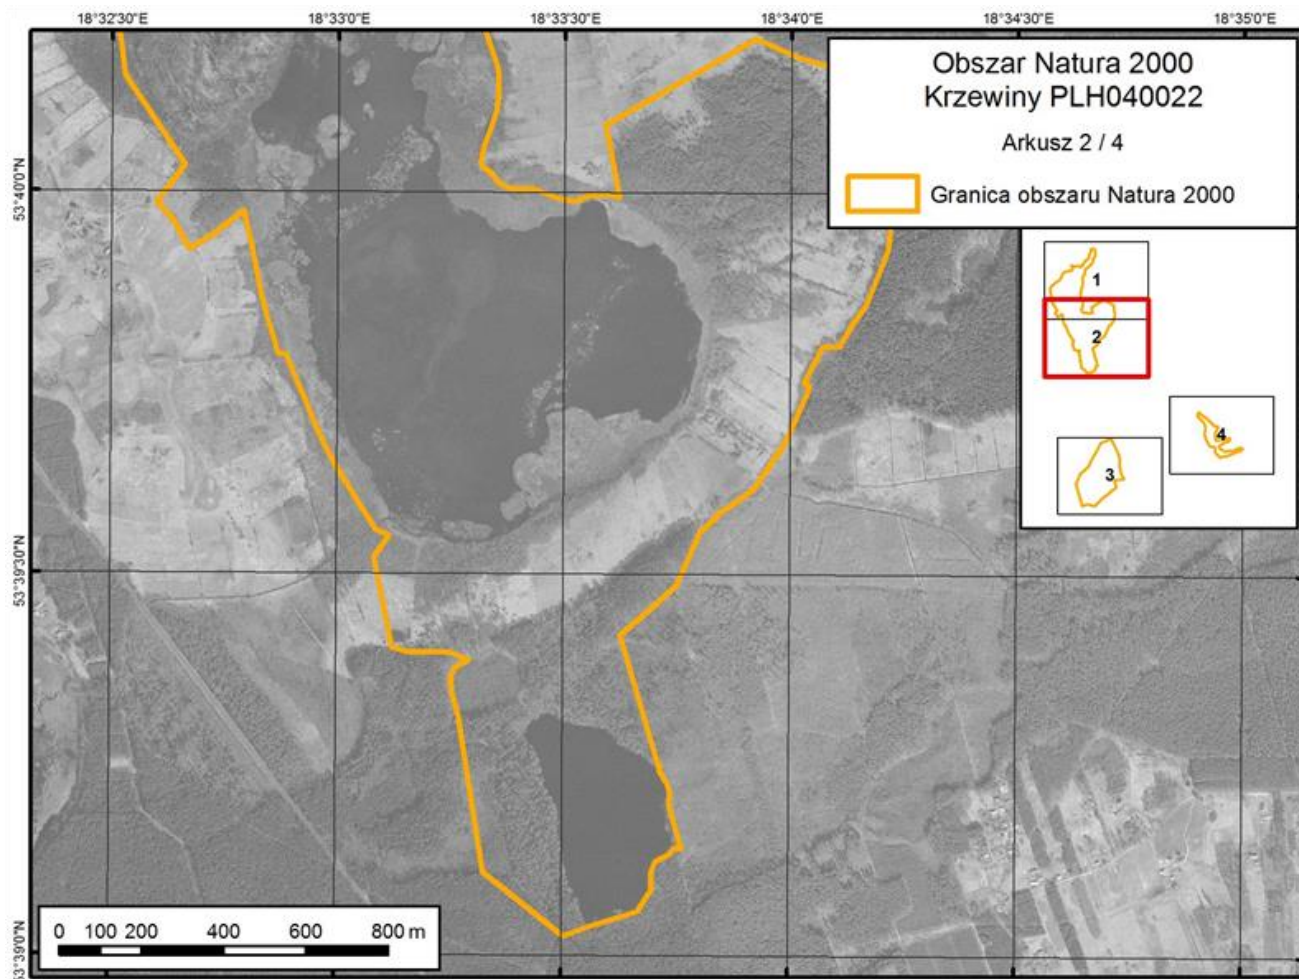 18°32'30"E 18°33'0"E 18°33'30"E 18°34'0"E 18°34'30"E 18°35'0"E
Obszar Natura 2000
Krzewiny PLH040022
Arkusz 2 / 4
Granica obszaru Natura 2000
53°40'0"N
1
2
4
3
53°39'30"N
53°39'0"N
0 100 200 400 600 800 m